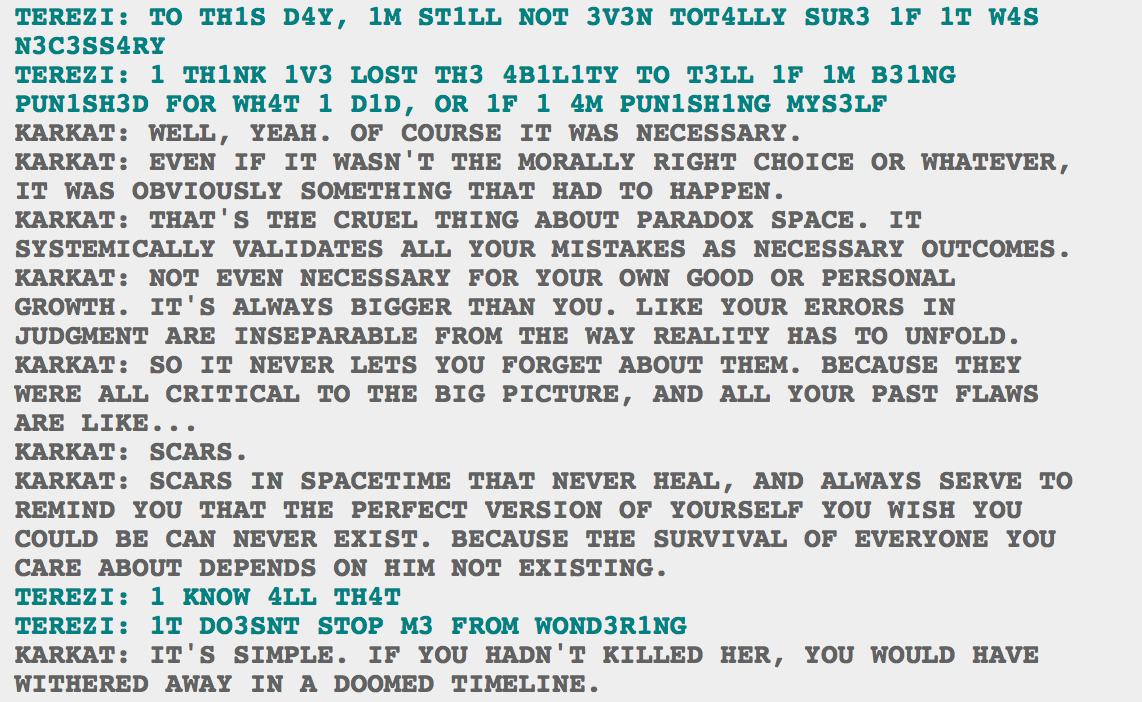 TEREZI: TO TH1S D4Y, 1M ST1LL NOT 3V3N TOT4LLY SUR3 1F 1T W4S
N3C3SS4RY
TEREZI: 1 TH1NK 1V3 LOST TH3 4B1L1TY TO T3LL 1F 1M B31NG
PUN1SH3D FOR WH4T 1 D1D, OR 1F 1 4M PUN1SH1NG MYS3LF
KARKAT: WELL, YEAH. OF COURSE IT WAS NECESSARY.
KARKAT: EVEN IF IT WASN'T THE MORALLY RIGHT CHOICE OR WHATEVER,
IT WAS OBVIOUSLY SOMETHING THAT HAD TO HAPPEN.
KARKAT: THAT'S THE CRUEL THING ABOUT PARADOX SPACE. IT
SYSTEMICALLY VALIDATES ALL YOUR MISTAKES AS NECESSARY OUTCOMES.
KARKAT: NOT EVEN NECESSARY FOR YOUR OWN GOOD OR PERSONAL
GROWTH. IT'S ALWAYS BIGGER THAN YOU. LIKE YOUR ERRORS IN
JUDGMENT ARE INSEPARABLE FROM THE WAY REALITY HAS TO UNFOLD.
KARKAT: SO IT NEVER LETS YOU FORGET ABOUT THEM. BECAUSE THEY
WERE ALL CRITICAL TO THE BIG PICTURE, AND ALL YOUR PAST FLAWS
ARE LIKE...
KARKAT: SCARS.
KARKAT: SCARS IN SPACETIME THAT NEVER HEAL, AND ALWAYS SERVE TO
REMIND YOU THAT THE PERFECT VERSION OF YOURSELF YOU WISH YOU
COULD BE CAN NEVER EXIST. BECAUSE THE SURVIVAL OF EVERYONE YOU
CARE ABOUT DEPENDS ON HIM NOT EXISTING.
TEREZI: 1 KNOW 4LL TH4T
TEREZI: 1T DO3SNT STOP M3 FROM WOND3R1NG
KARKAT: IT'S SIMPLE. IF YOU HADN'T KILLED HER, YOU WOULD HAVE
WITHERED AWAY IN A DOOMED TIMELINE.